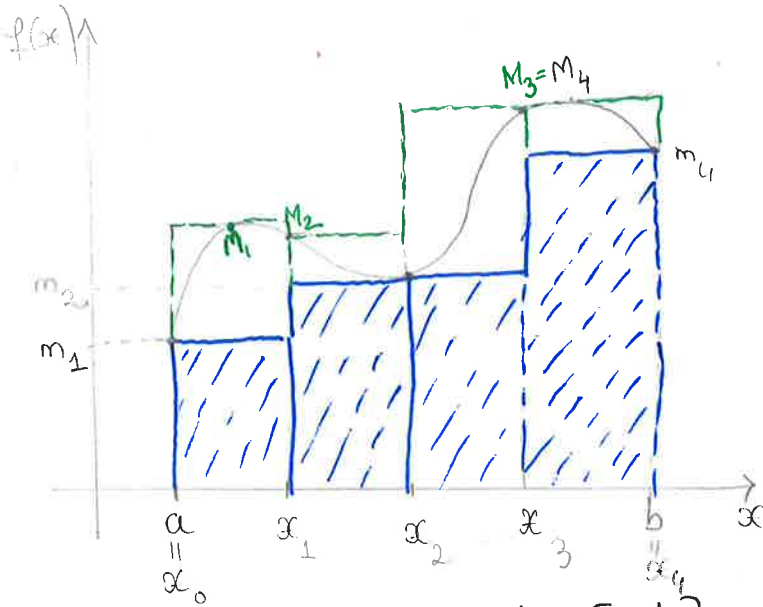 f(x)
M₃=M₄
m₄
M₂
M₁
m₂
m₁
a x₁ x₂ x₃ b x
|| ||
x₀ x₄